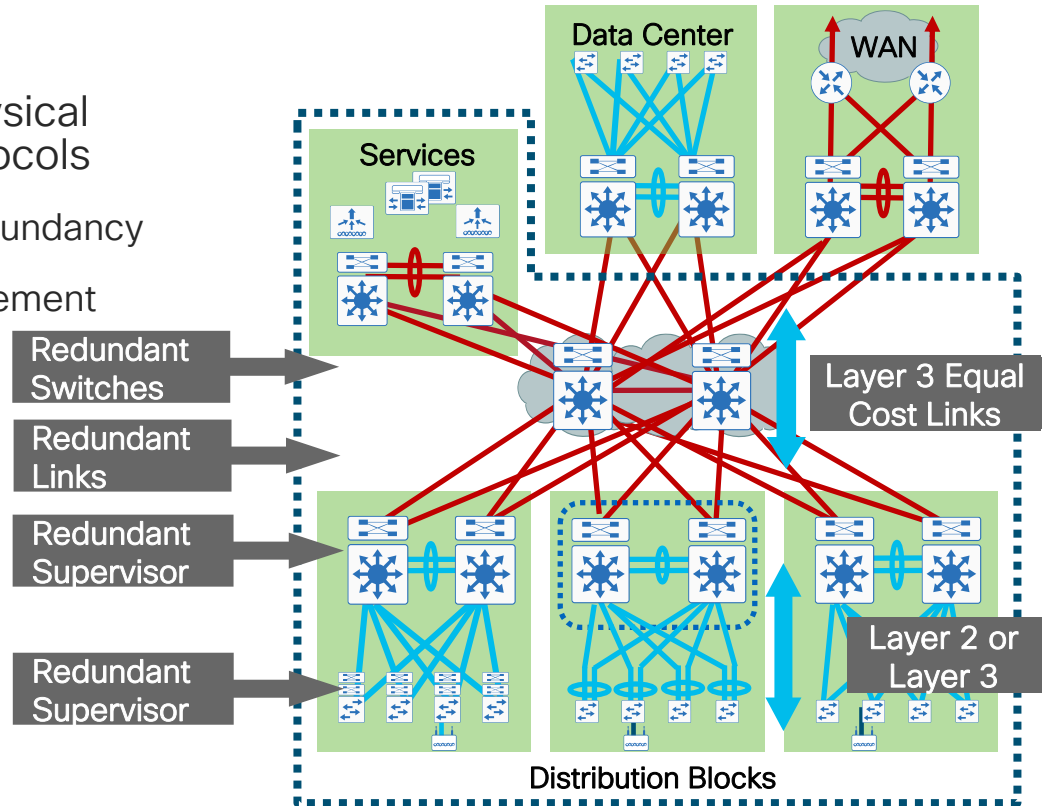 ysical
ocols
undancy
ement
Data Center
WAN
Services
Redundant
Switches
Redundant
Links
Redundant
Supervisor
Redundant
Supervisor
Layer 3 Equal
Cost Links
Layer 2 or
Layer 3
Distribution Blocks